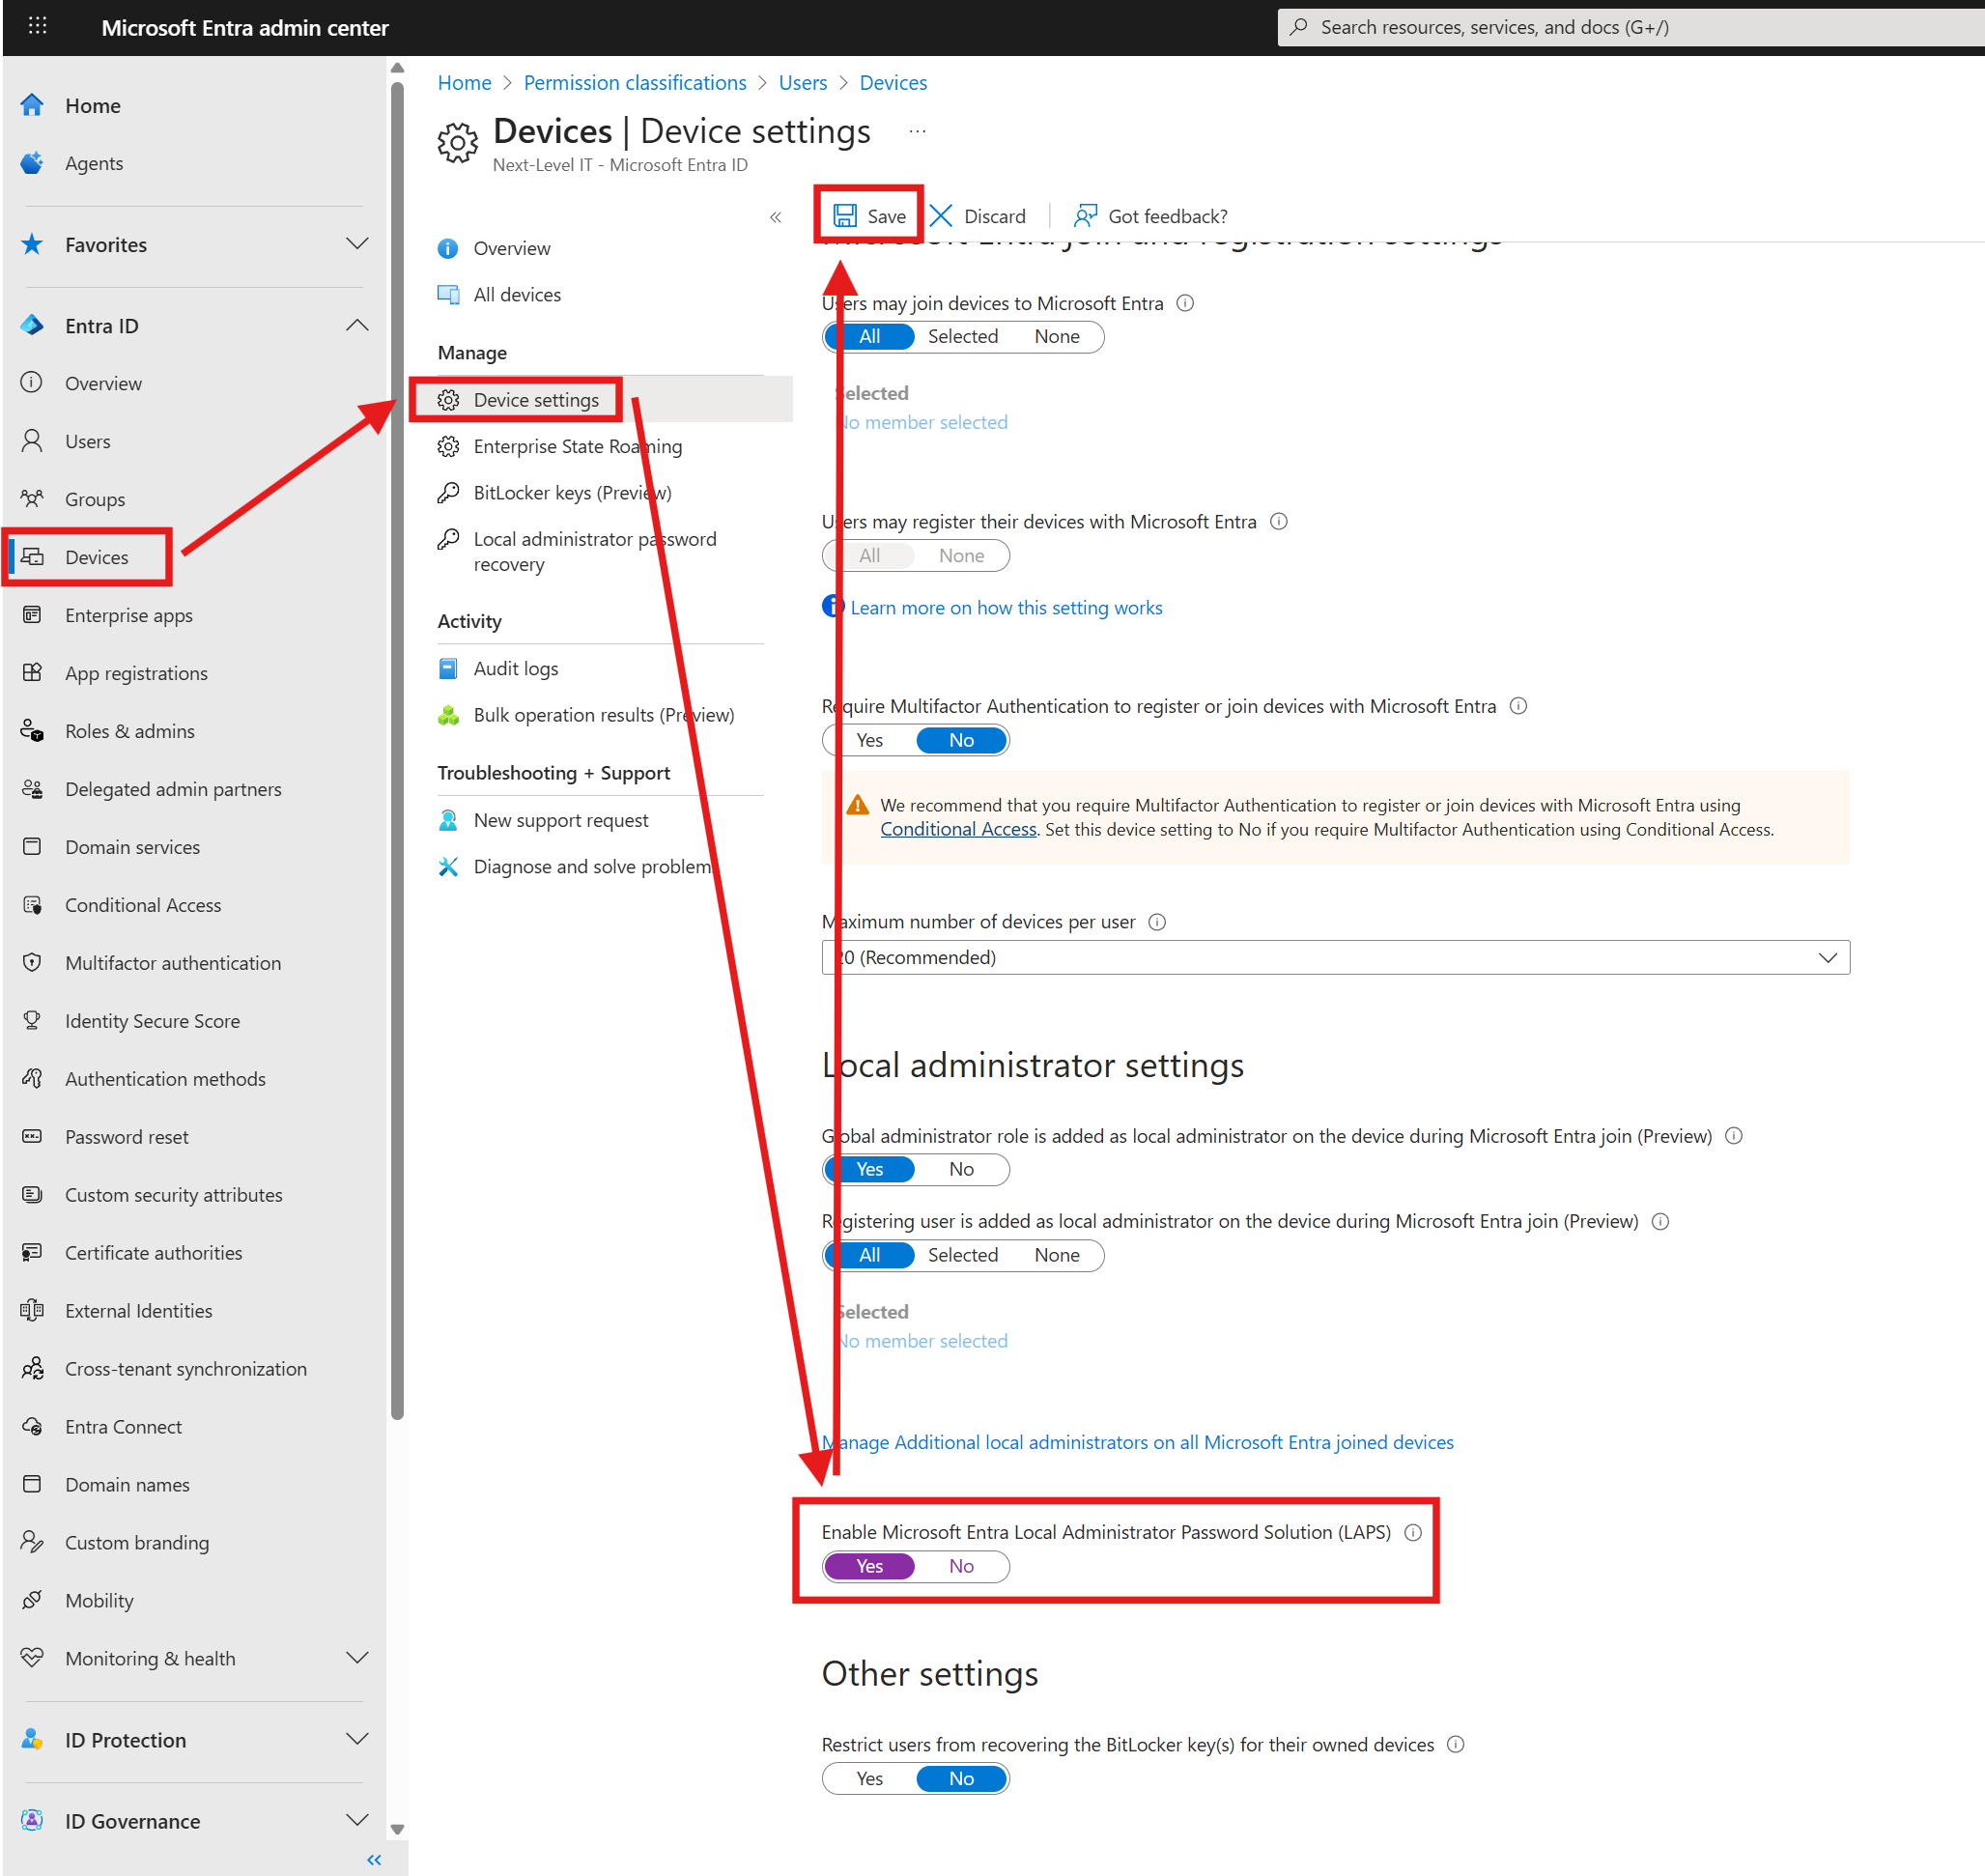 Microsoft Entra admin center
Search resources, services, and docs (G+/)
Home
Agents
Favorites
Entra ID
Overview
Users
Groups
Devices
Enterprise apps
App registrations
Roles & admins
Delegated admin partners
Domain services
Conditional Access
Multifactor authentication
Identity Secure Score
Authentication methods
Password reset
Custom security attributes
Certificate authorities
External Identities
Cross-tenant synchronization
Entra Connect
Domain names
Custom branding
Mobility
Monitoring & health
ID Protection
ID Governance
Home > Permission classifications > Users > Devices
Devices | Device settings ...
Next-Level IT - Microsoft Entra ID
Overview
All devices
Manage
Device settings
Enterprise State Roaming
BitLocker keys (Preview)
Local administrator password
recovery
Activity
Audit logs
Bulk operation results (Preview)
Troubleshooting + Support
New support request
Diagnose and solve problems
Save Discard Got feedback?
Microsoft Entra join and registration settings
Users may join devices to Microsoft Entra
All Selected None
Selected
No member selected
Users may register their devices with Microsoft Entra
All None
Learn more on how this setting works
Require Multifactor Authentication to register or join devices with Microsoft Entra
Yes No
We recommend that you require Multifactor Authentication to register or join devices with Microsoft Entra using
Conditional Access. Set this device setting to No if you require Multifactor Authentication using Conditional Access.
Maximum number of devices per user
20 (Recommended)
Local administrator settings
Global administrator role is added as local administrator on the device during Microsoft Entra join (Preview)
Yes No
Registering user is added as local administrator on the device during Microsoft Entra join (Preview)
All Selected None
Selected
No member selected
Manage Additional local administrators on all Microsoft Entra joined devices
Enable Microsoft Entra Local Administrator Password Solution (LAPS)
Yes No
Other settings
Restrict users from recovering the BitLocker key(s) for their owned devices
Yes No